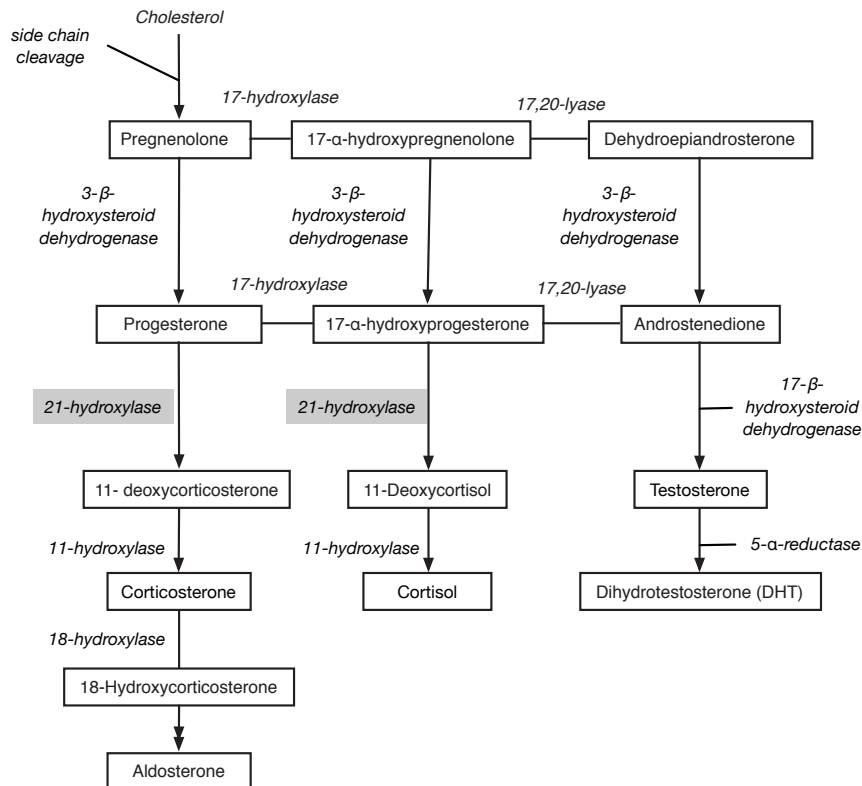 Cholesterol
side chain
cleavage
17-hydroxylase
17,20-lyase
Pregnenolone
17-α-hydroxypregnenolone
Dehydroepiandrosterone
3-β-
hydroxysteroid
dehydrogenase
3-β-
hydroxysteroid
dehydrogenase
3-β-
hydroxysteroid
dehydrogenase
17-hydroxylase
17,20-lyase
Progesterone
17-α-hydroxyprogesterone
Androstenedione
21-hydroxylase
21-hydroxylase
17-β-
hydroxysteroid
dehydrogenase
11- deoxycorticosterone
11-Deoxycortisol
Testosterone
11-hydroxylase
11-hydroxylase
5-α-reductase
Corticosterone
Cortisol
Dihydrotestosterone (DHT)
18-hydroxylase
18-Hydroxycorticosterone
Aldosterone